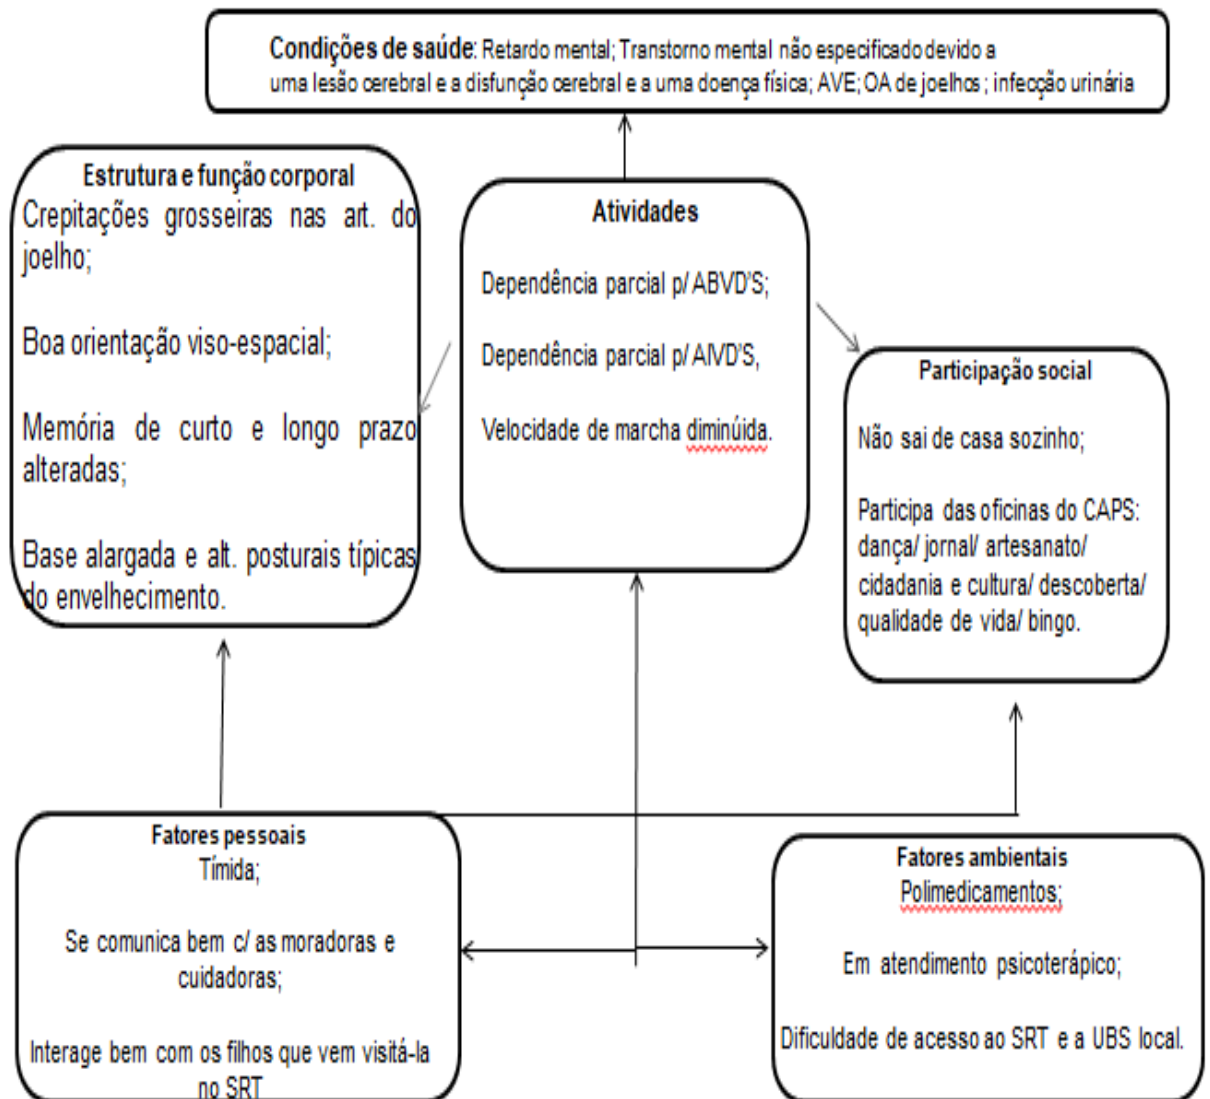 Condições de saúde: Retardo mental; Transtorno mental não especificado devido a
uma lesão cerebral e a disfunção cerebral e a uma doença física; AVE; OA de joelhos ; infecção urinária
Estrutura e função corporal
Crepitações grosseiras nas art. do
joelho;
Boa orientação viso-espacial;
Memória de curto e longo prazo
alteradas;
Base alargada e alt. posturais típicas
do envelhecimento.
Atividades
Dependência parcial p/ ABVD'S;
Dependência parcial p/ AIVD'S,
Velocidade de marcha diminúida.
Participação social
Não sai de casa sozinho;
Participa das oficinas do CAPS:
dança/ jornal/ artesanato/
cidadania e cultura/ descoberta/
qualidade de vida/ bingo.
Fatores pessoais
Tímida;
Se comunica bem c/ as moradoras e
cuidadoras;
Interage bem com os filhos que vem visitá-la
no SRT
Fatores ambientais
Polimedicamentos;
Em atendimento psicoterápico;
Dificuldade de acesso ao SRT e a UBS local.